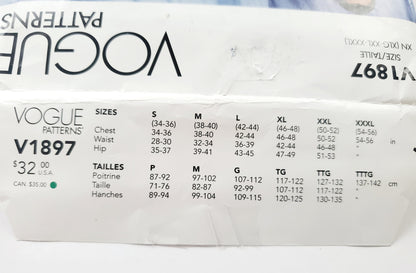 VOGUE
PATTERNS
V1897
SIZE/TAILLE
XN (XLG-XXL-XXXL)
VOGUE
PATTERNS
V1897
$32.00
U.S.A.
CAN. $35.00
SIZES S M L XL XXL XXXL
(34-36) (38-40) (42-44) (46-48) (50-52) (54-56)
Chest 34-36 38-40 42-44 46-48 50-52 54-56 in
Waist 28-30 32-34 36-39 42-44 46-48 "
Hip 35-37 39-41 43-45 47-49 51-53 "
TAILLES P M G TG TTG TTTG
Poitrine 87-92 97-102 107-112 117-122 127-132 137-142 cm
Taille 71-76 82-87 92-99 107-112 117-122 "
Hanches 89-94 99-104 109-115 120-125 130-135 "